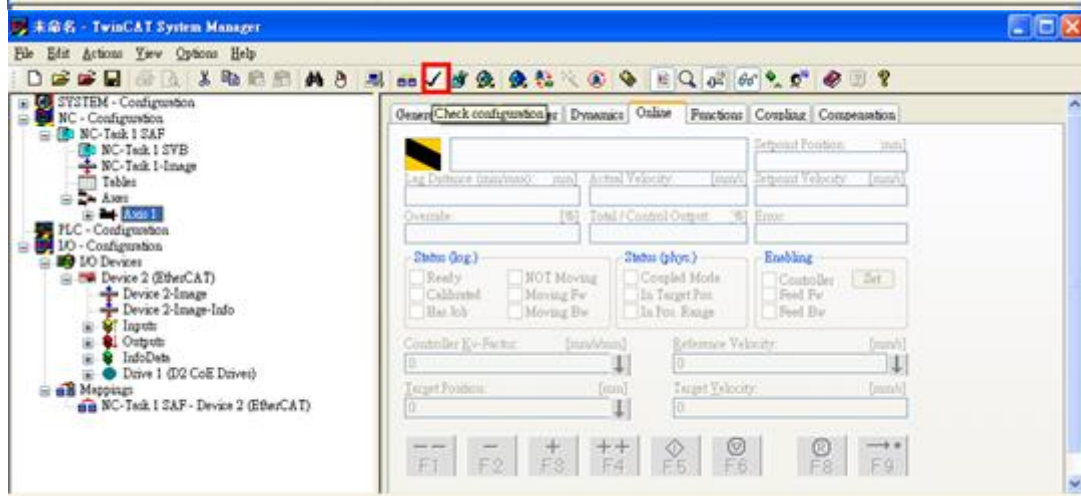 未命名 - TwinCAT System Manager
File Edit Actions View Options Help
SYSTEM - Configuration
NC - Configuration
NC-Task 1 SAF
NC-Task 1 SVB
NC-Task 1-Image
Tables
Axes
Axis 1
PLC - Configuration
I/O - Configuration
I/O Devices
Device 2 (EtherCAT)
Device 2-Image
Device 2-Image-Info
Inputs
Outputs
InfoData
Drive 1 (D2 CoE Drives)
Mappings
NC-Task 1 SAF - Device 2 (EtherCAT)
Check configuration
Dynamics Online Functions Coupling Compensation
Setpoint Position: [mm]
Lag Distance (min/max): [mm] Actual Velocity: [mm/s] Setpoint Velocity: [mm/s]
Override: [%] Total / Control Output: [%] Error:
Status (log.) Status (phys.) Enabling
Ready NOT Moving Coupled Mode Controller Set
Calibrated Moving Fw In Target Pos. Feed Fw
Has Job Moving Bw In Pos. Range Feed Bw
Controller Kv-Factor: [mm/s/mm] Reference Velocity: [mm/s]
0 0
Target Position: [mm] Target Velocity: [mm/s]
0 0
-- - + ++
F1 F2 F3 F4 F5 F6 F8 F9